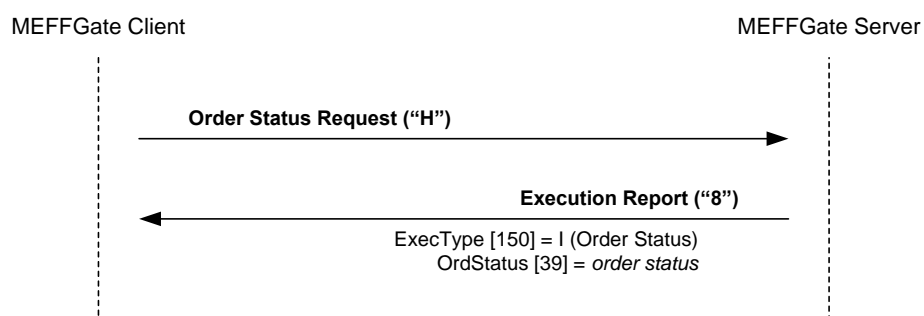 MEFFGate Client
MEFFGate Server
Order Status Request (“H”)
Execution Report (“8”)
ExecType [150] = I (Order Status)
OrdStatus [39] = order status